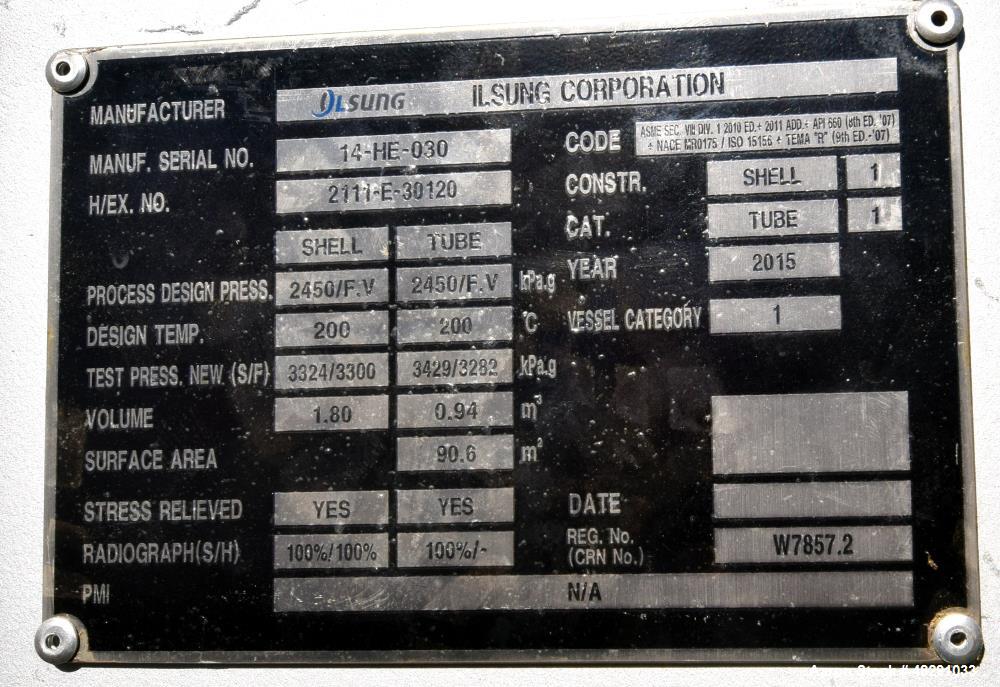 MANUFACTURER ILSUNG ILSUNG CORPORATION
MANUF. SERIAL NO. 14-HE-030
H/EX. NO. 2111-E-30120
CODE ASME SEC. VIII DIV. 1 2010 ED.+ 2011 ADD.+ API 660 (8th ED. '07)
+ NACE MR0175 / ISO 15156 + TEMA "R" (9th ED.-'07)
CONSTR. SHELL 1
CAT. TUBE 1
YEAR 2015
VESSEL CATEGORY 1
SHELL TUBE
PROCESS DESIGN PRESS. 2450/F.V 2450/F.V kPa.g
DESIGN TEMP. 200 200 °C
TEST PRESS. NEW (S/F) 3324/3300 3429/3282 kPa.g
VOLUME 1.80 0.94 m³
SURFACE AREA 90.6 m²
STRESS RELIEVED YES YES
RADIOGRAPH(S/H) 100%/100% 100%/-
PMI N/A
DATE
REG. No.
(CRN No.) W7857.2